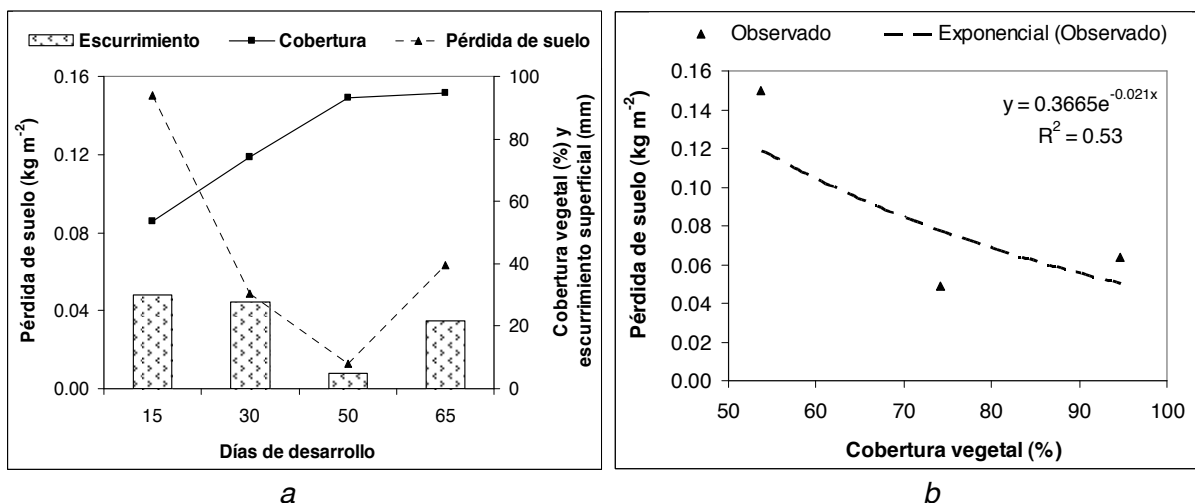 Escurrimiento Cobertura Pérdida de suelo
Pérdida de suelo (kg m⁻²)
0.16
0.12
0.08
0.04
0.00
100
80
60
40
20
0
Cobertura vegetal (%) y
escurrimiento superficial (mm)
15 30 50 65
Días de desarrollo
a
Observado Exponencial (Observado)
Pérdida de suelo (kg m⁻²)
0.16
0.14
0.12
0.10
0.08
0.06
0.04
0.02
0.00
y = 0.3665e^-0.021x
R² = 0.53
50 60 70 80 90 100
Cobertura vegetal (%)
b